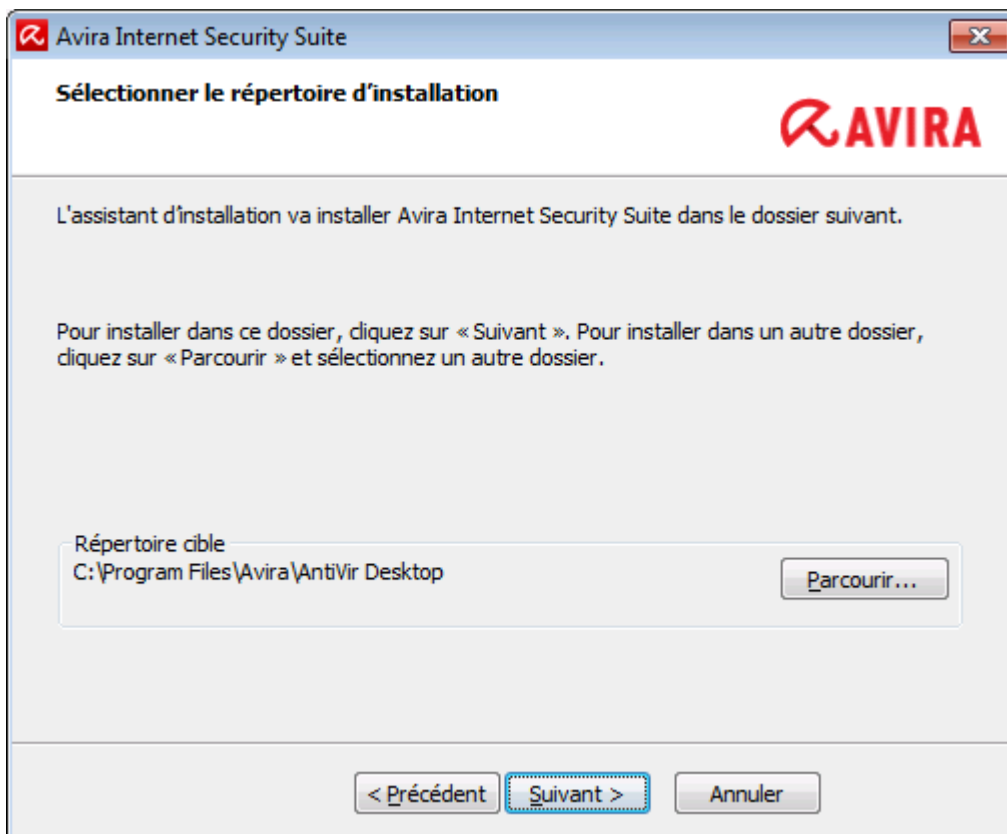 Avira Internet Security Suite
Sélectionner le répertoire d'installation
AVIRA
L'assistant d'installation va installer Avira Internet Security Suite dans le dossier suivant.
Pour installer dans ce dossier, cliquez sur « Suivant ». Pour installer dans un autre dossier,
cliquez sur « Parcourir » et sélectionnez un autre dossier.
Répertoire cible
C:\Program Files\Avira\AntiVir Desktop
Parcourir...
< Précédent
Suivant >
Annuler